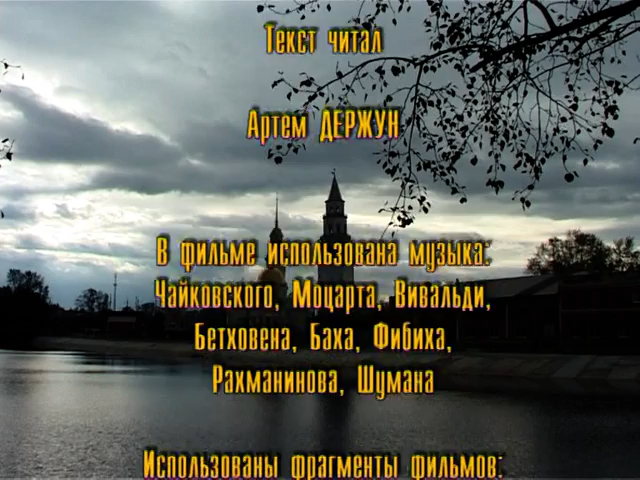 Текст читал
Артем ДЕРЖУН
В фильме использована музыка:
Чайковского, Моцарта, Вивальди,
Бетховена, Баха, Фибиха,
Рахманинова, Шумана
Использованы фрагменты фильмов: